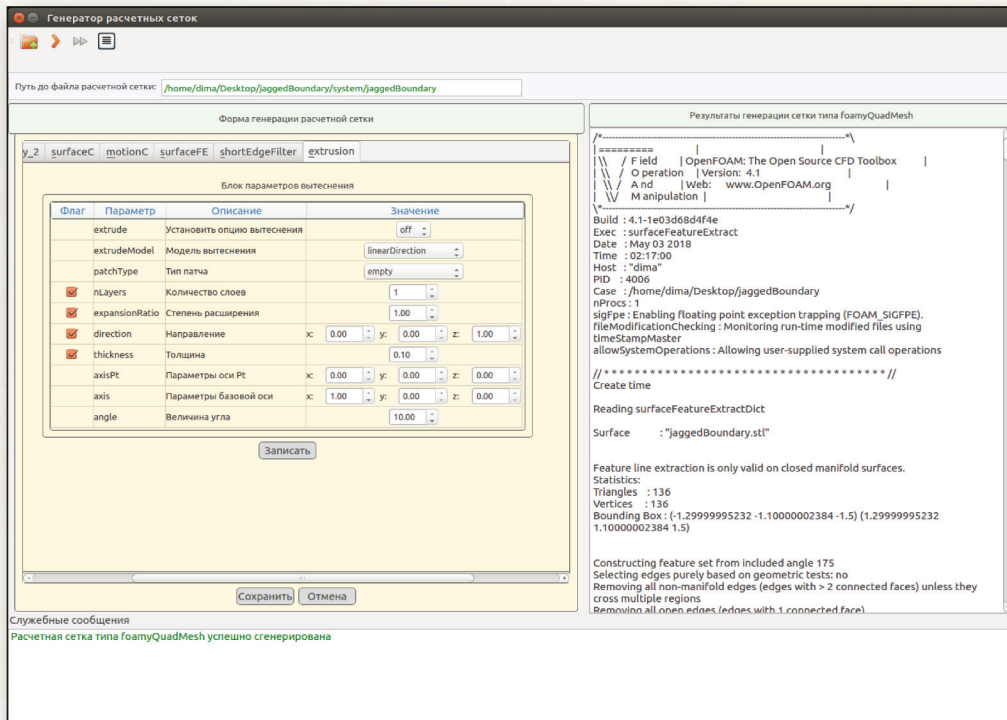 Генератор расчетных сеток
Путь до файла расчетной сетки: /home/dima/Desktop/jaggedBoundary/system/jaggedBoundary
Форма генерации расчетной сетки
y_2 surfaceC motionC surfaceFE shortEdgeFilter extrusion
Блок параметров вытеснения
Флаг Параметр Описание Значение
extrude Установить опцию вытеснения off
extrudeModel Модель вытеснения linearDirection
patchType Тип патча empty
nLayers Количество слоев 1
expansionRatio Степень расширения 1.00
direction Направление x: 0.00 y: 0.00 z: 1.00
thickness Толщина 0.10
axisPt Параметры оси Pt x: 0.00 y: 0.00 z: 0.00
axis Параметры базовой оси x: 1.00 y: 0.00 z: 0.00
angle Величина угла 10.00
Записать
Сохранить Отмена
Результаты генерации сетки типа foamyQuadMesh
/*---------------------------------------------------------------------------*\
| ========= | |
| \\ / F ield | OpenFOAM: The Open Source CFD Toolbox |
| \\ / O peration | Version: 4.1 |
| \\ / A nd | Web: www.OpenFOAM.org |
| \\/ M anipulation | |
\*---------------------------------------------------------------------------*/
Build : 4.1-1e03d68d4f4e
Exec : surfaceFeatureExtract
Date : May 03 2018
Time : 02:17:00
Host : "dima"
PID : 4006
Case : /home/dima/Desktop/jaggedBoundary
nProcs : 1
sigFpe : Enabling floating point exception trapping (FOAM_SIGFPE).
fileModificationChecking : Monitoring run-time modified files using
timeStampMaster
allowSystemOperations : Allowing user-supplied system call operations
// * * * * * * * * * * * * * * * * * * * * * * * * * * * * * * * * * * * * * //
Create time
Reading surfaceFeatureExtractDict
Surface : "jaggedBoundary.stl"
Feature line extraction is only valid on closed manifold surfaces.
Statistics:
Triangles : 136
Vertices : 136
Bounding Box : (-1.29999995232 -1.10000002384 -1.5) (1.29999995232
1.10000002384 1.5)
Constructing feature set from included angle 175
Selecting edges purely based on geometric tests: no
Removing all non-manifold edges (edges with > 2 connected faces) unless they
cross multiple regions
Removing all open edges (edges with 1 connected face)
Служебные сообщения
Расчетная сетка типа foamyQuadMesh успешно сгенерирована